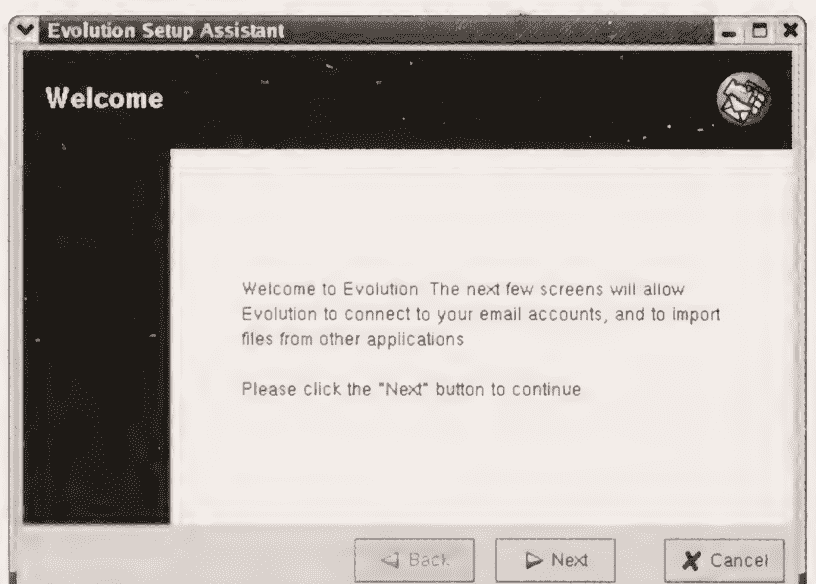 Evolution Setup Assistant
Welcome
Welcome to Evolution The next few screens will allow
Evolution to connect to your email accounts, and to import
files from other applications
Please click the "Next" button to continue
Back Next Cancel